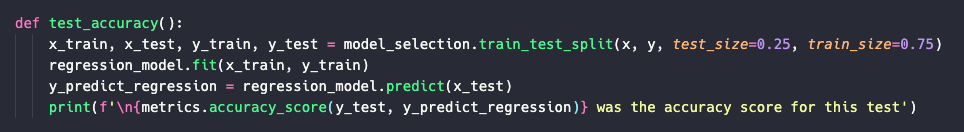 def test_accuracy():
    x_train, x_test, y_train, y_test = model_selection.train_test_split(x, y, test_size=0.25, train_size=0.75)
    regression_model.fit(x_train, y_train)
    y_predict_regression = regression_model.predict(x_test)
    print(f'\n{metrics.accuracy_score(y_test, y_predict_regression)} was the accuracy score for this test')